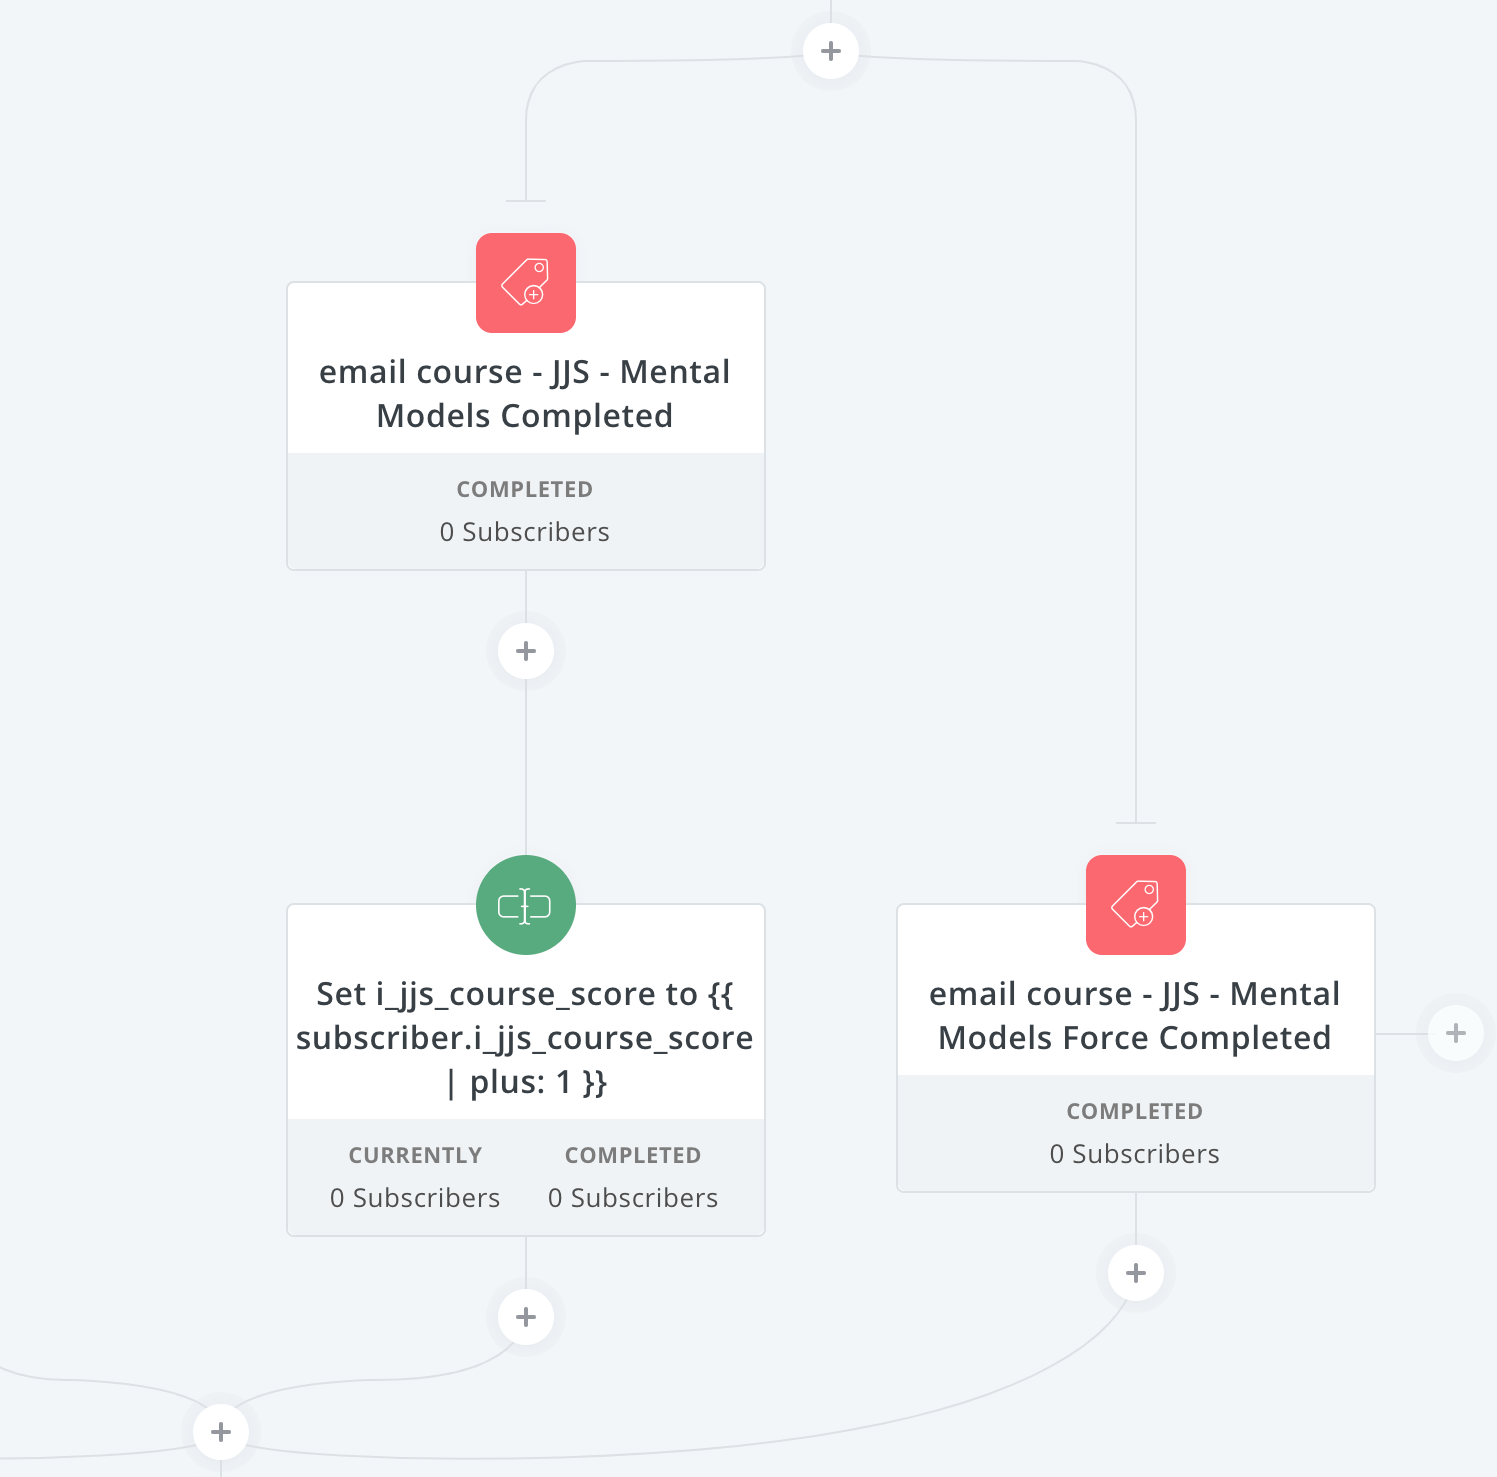 email course - JJS - Mental
Models Completed
COMPLETED
0 Subscribers
Set i_jjs_course_score to {{
subscriber.i_jjs_course_score
| plus: 1 }}
CURRENTLY
0 Subscribers
COMPLETED
0 Subscribers
email course - JJS - Mental
Models Force Completed
COMPLETED
0 Subscribers